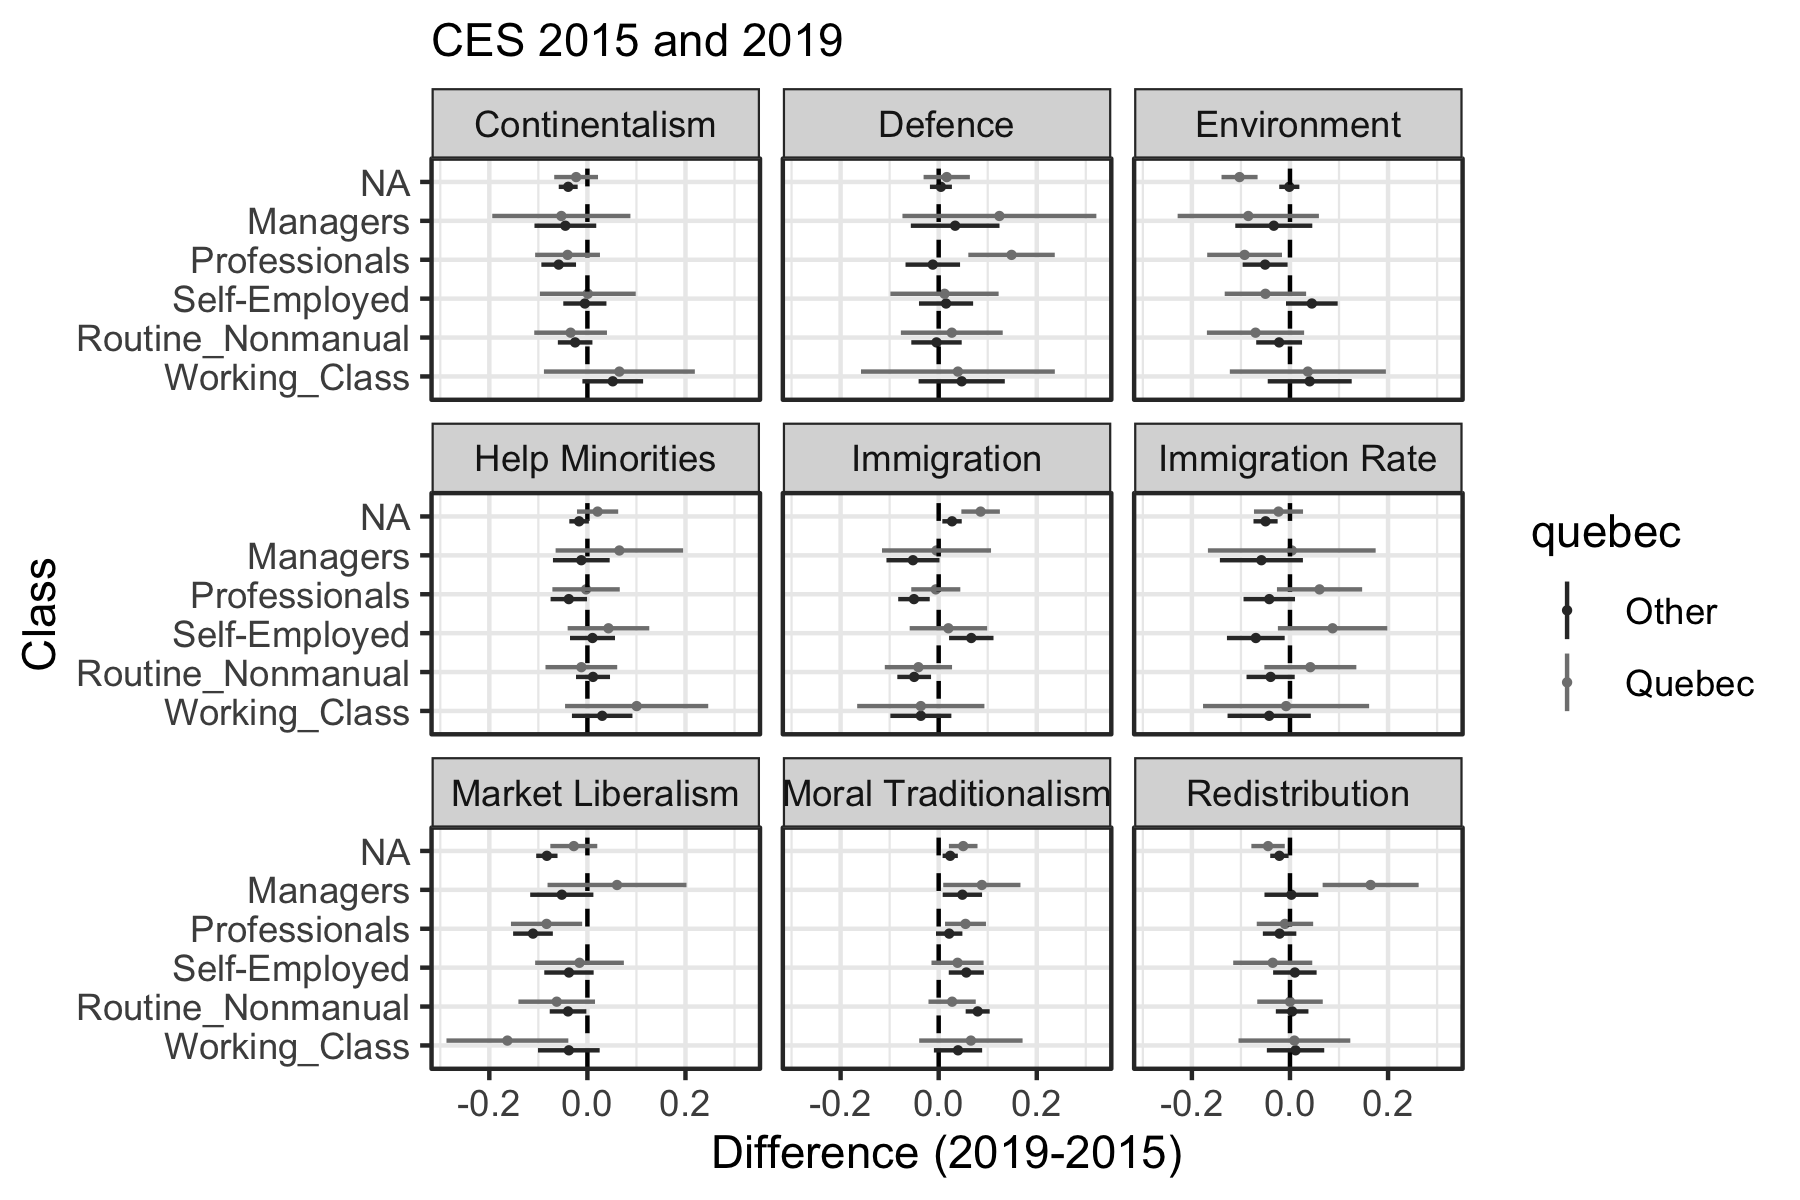 CES 2015 and 2019
Continentalism Defence Environment
NA
Managers
Professionals
Self-Employed
Routine_Nonmanual
Working_Class
Help Minorities Immigration Immigration Rate
NA
Managers
Professionals
Self-Employed
Routine_Nonmanual
Working_Class
Market Liberalism Moral Traditionalism Redistribution
NA
Managers
Professionals
Self-Employed
Routine_Nonmanual
Working_Class
-0.2 0.0 0.2 -0.2 0.0 0.2 -0.2 0.0 0.2
Difference (2019-2015)
Class
quebec
Other
Quebec